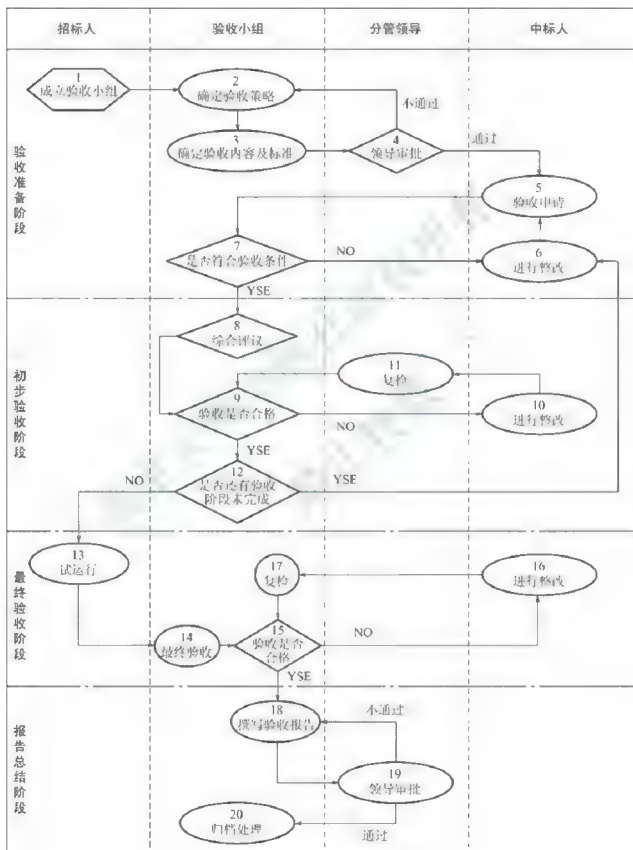 招标人 验收小组 分管领导 中标人
验收准备阶段
1
成立验收小组
2
确定验收策略
不通过
3
确定验收内容及标准
4
领导审批
通过
5
验收申请
7
是否符合验收条件
NO
6
进行整改
YSE
初步验收阶段
8
综合评议
11
复检
9
验收是否合格
NO
10
进行整改
YSE
12
是否还有验收
阶段未完成
NO
YSE
最终验收阶段
13
试运行
17
复检
16
进行整改
14
最终验收
15
验收是否
合格
NO
YSE
报告总结阶段
18
撰写验收报告
不通过
19
领导审批
20
归档处理
通过